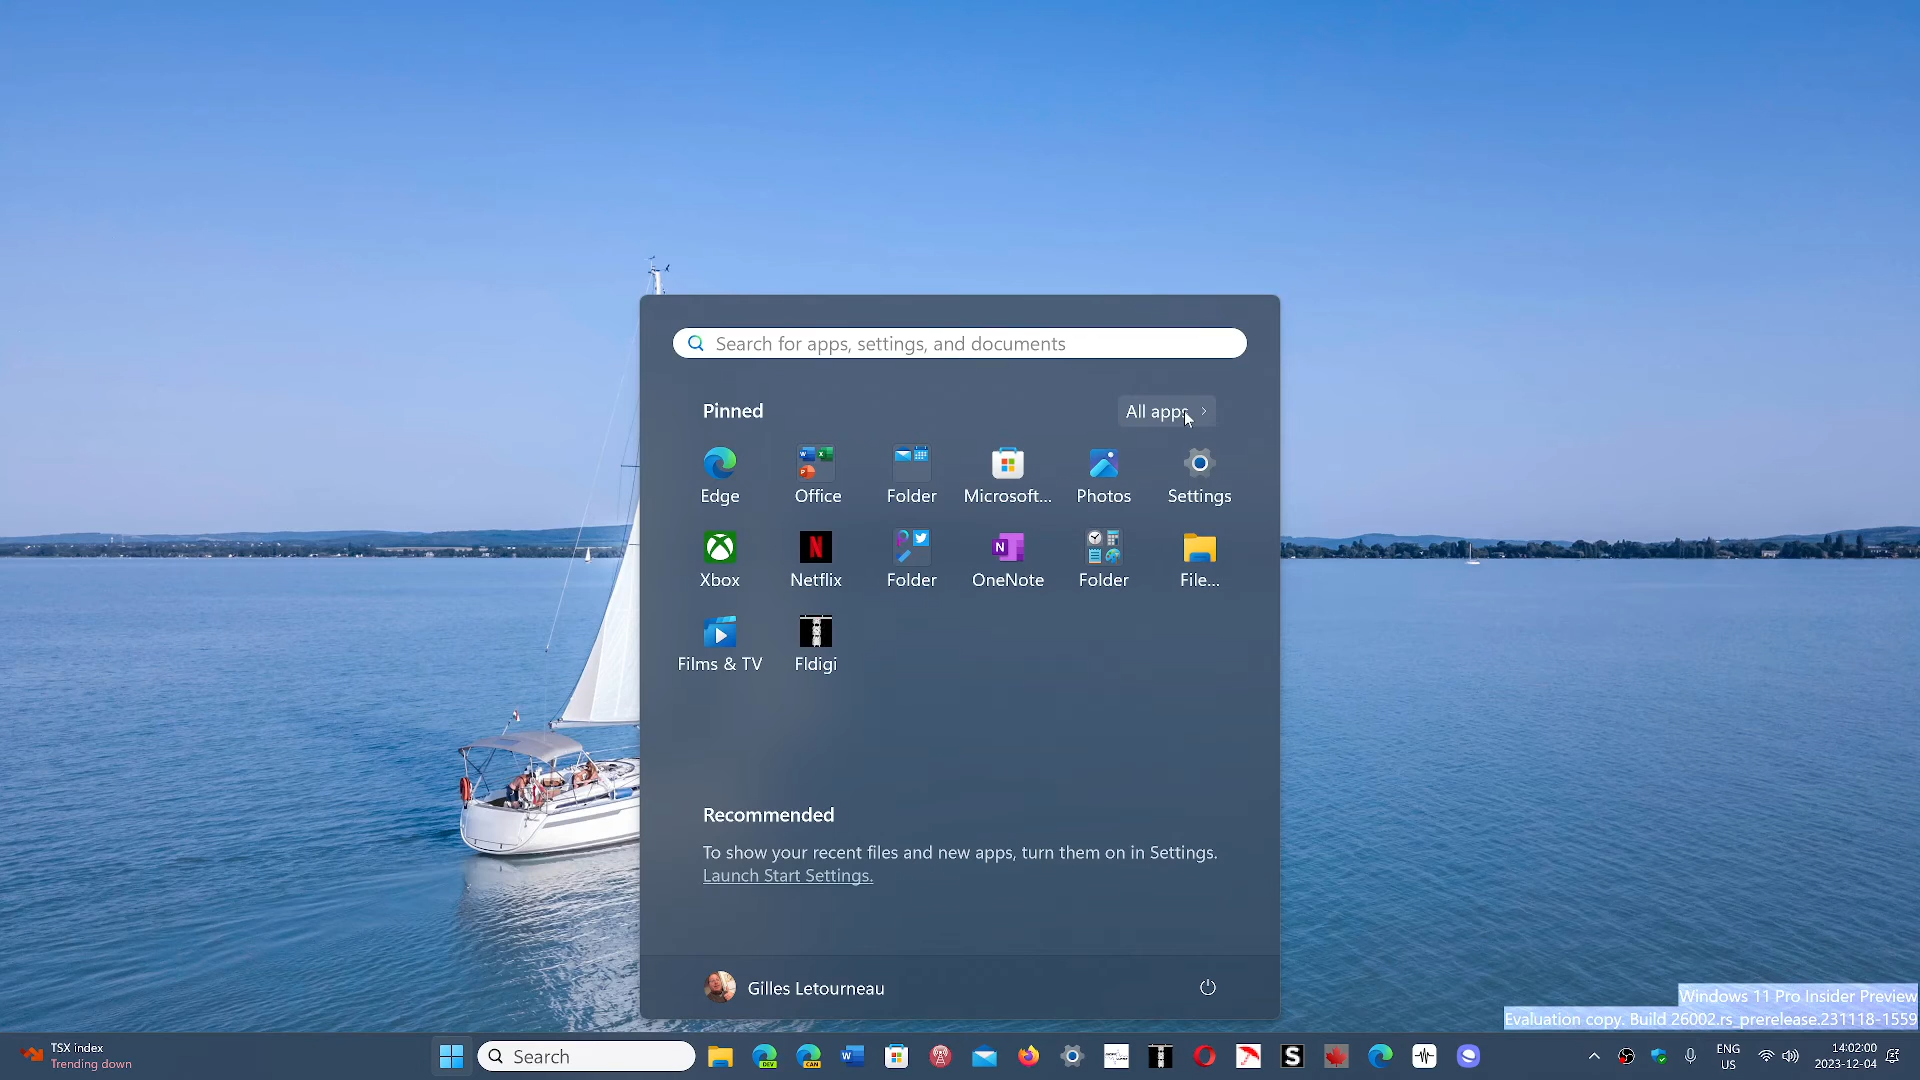 Search for apps, settings, and documents
Pinned
All apps
Edge
Office
Folder
Microsoft...
Photos
Settings
Xbox
Netflix
Folder
OneNote
Folder
File...
Films & TV
Fldigi
Recommended
To show your recent files and new apps, turn them on in Settings.
Launch Start Settings.
Gilles Letourneau
Windows 11 Pro Insider Preview
Evaluation copy. Build 26002.rs_prerelease.231118-1559
TSX index
Trending down
Search
DEV
CAN
ENG
US
14:02:00
2023-12-04